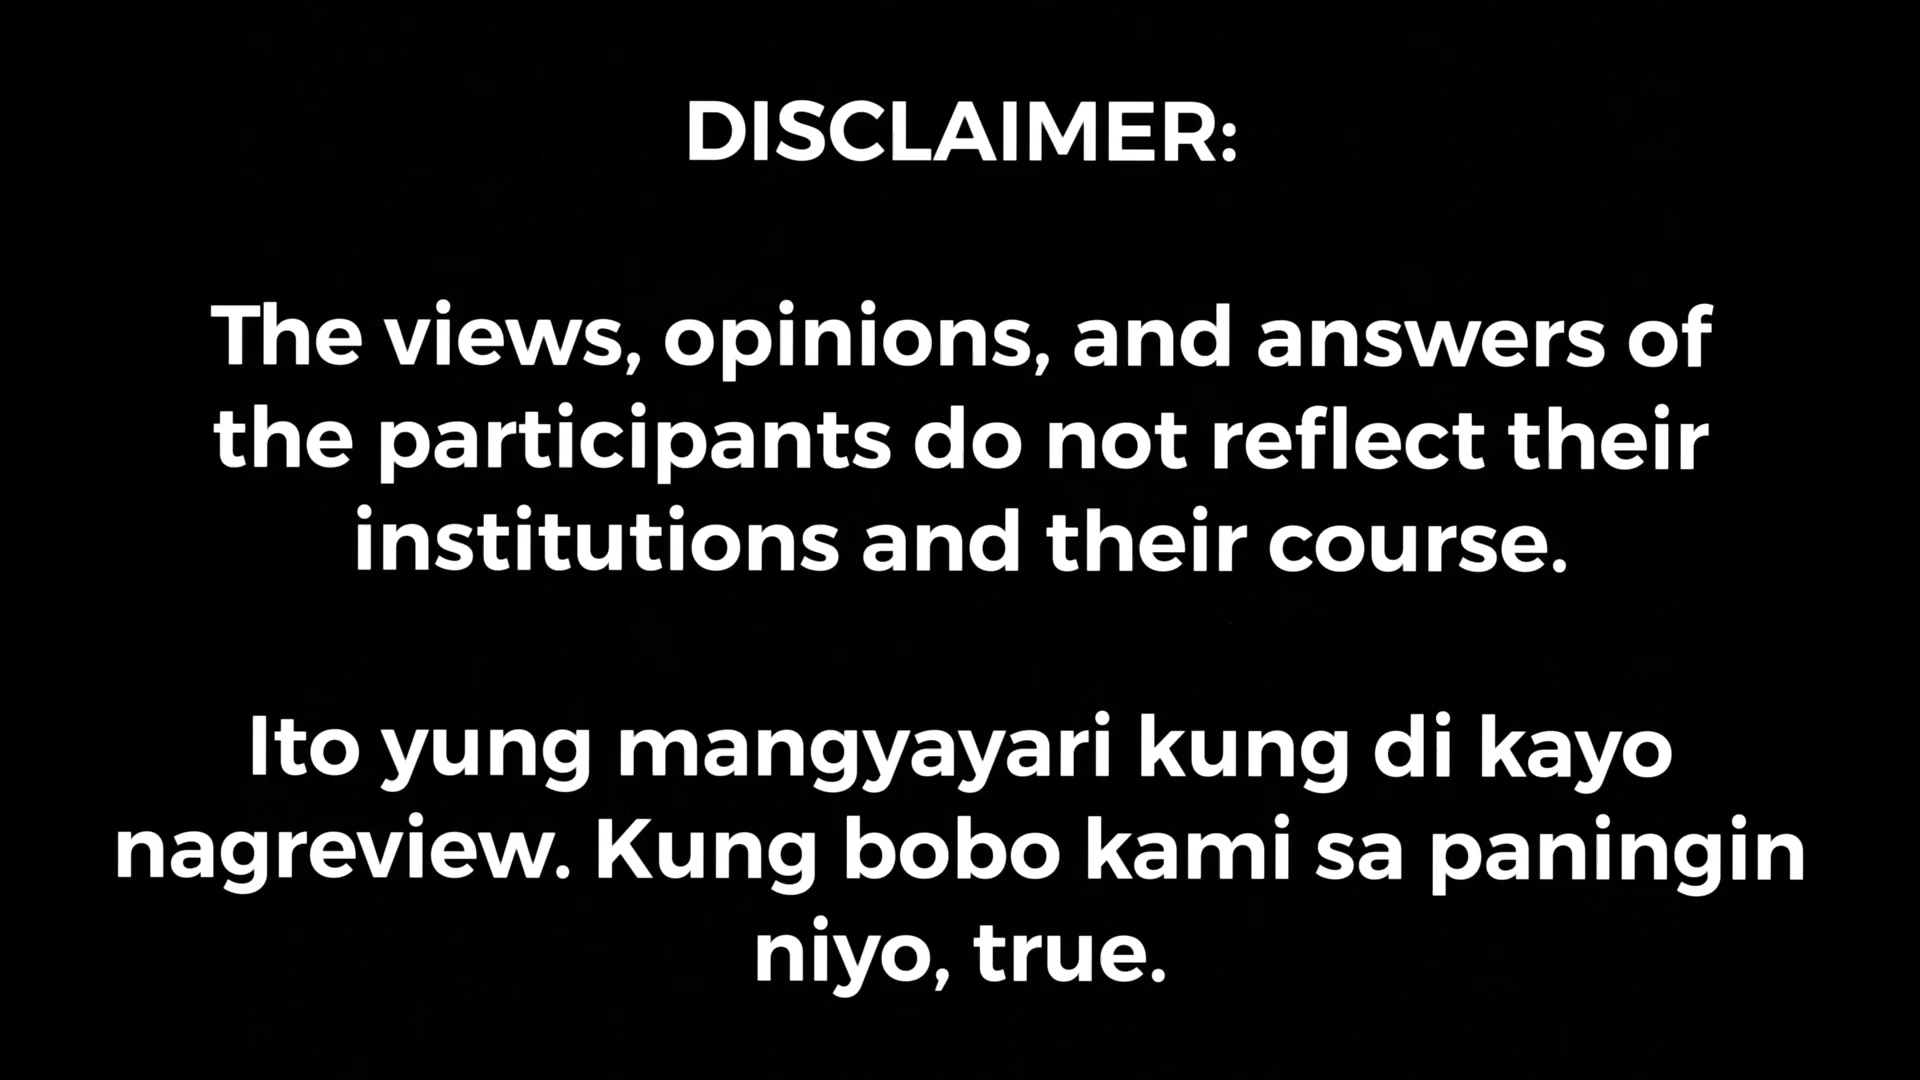 DISCLAIMER:
The views, opinions, and answers of
the participants do not reflect their
institutions and their course.
Ito yung mangyayari kung di kayo
nagreview. Kung bobo kami sa paningin
niyo, true.